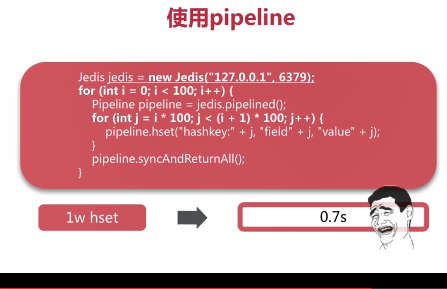 使用pipeline
Jedis jedis = new Jedis("127.0.0.1", 6379);
for (int i = 0; i < 100; i++) {
Pipeline pipeline = jedis.pipelined();
for (int j = i * 100; j < (i + 1) * 100; j++) {
pipeline.hset("hashkey:" + j, "field" + j, "value" + j);
}
pipeline.syncAndReturnAll();
}
1w hset
0.7s